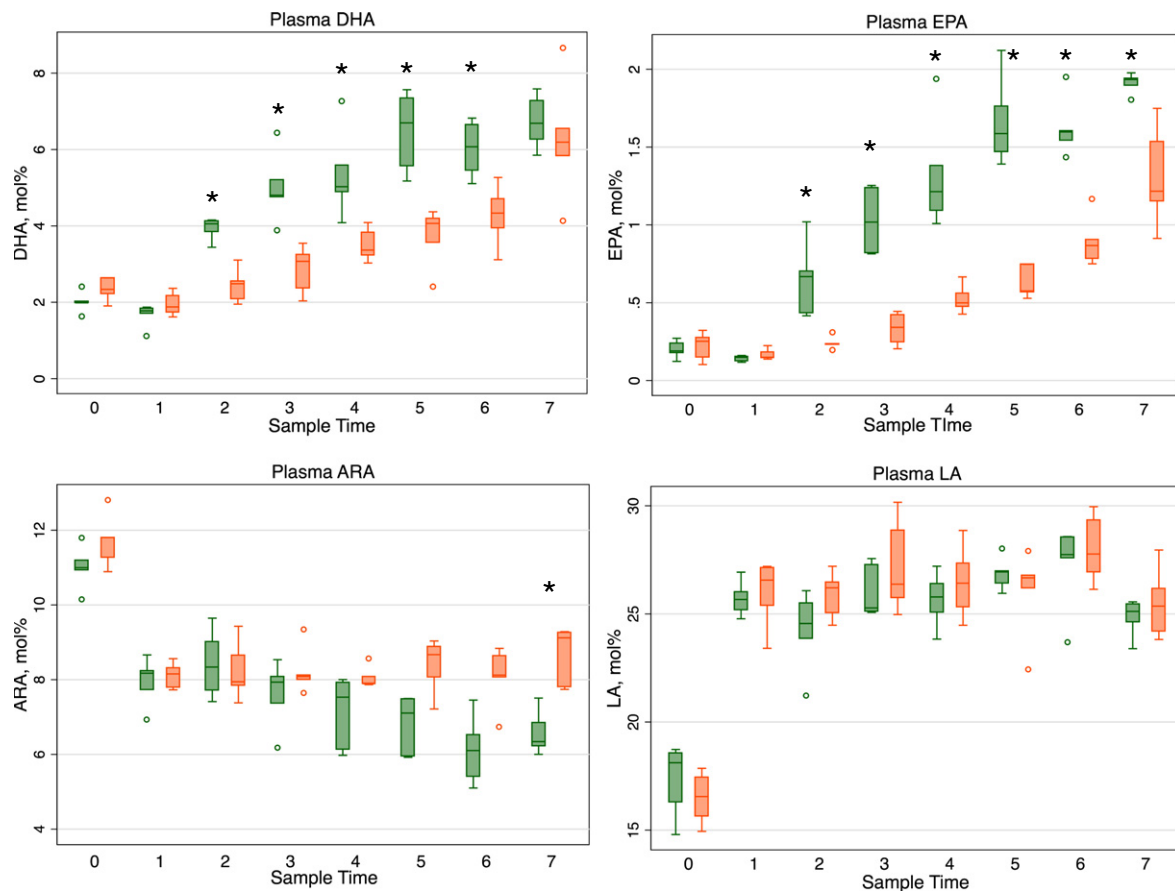 Plasma DHA
DHA, mol%
8
6
4
2
0
* * * * *
0 1 2 3 4 5 6 7
Sample Time
Plasma EPA
EPA, mol%
2
1.5
1
.5
0
* * * * * *
0 1 2 3 4 5 6 7
Sample TIme
Plasma ARA
ARA, mol%
12
10
8
6
4
*
0 1 2 3 4 5 6 7
Sample Time
Plasma LA
LA, mol%
30
25
20
15
0 1 2 3 4 5 6 7
Sample Time